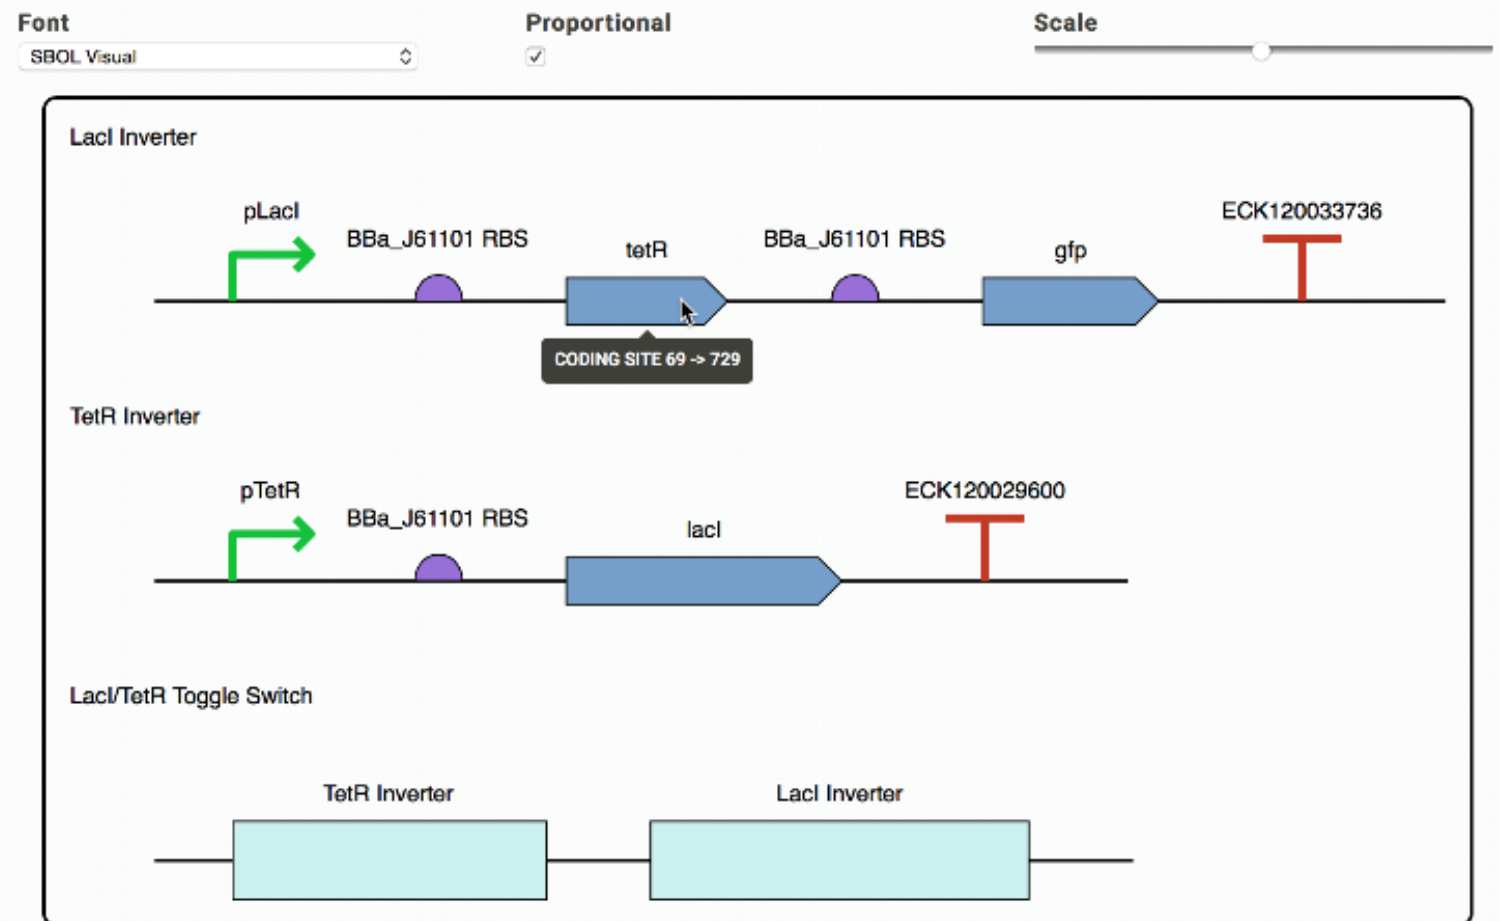 Font
Proportional
Scale
SBOL Visual
LacI Inverter
pLacI
BBa_J61101 RBS
tetR
BBa_J61101 RBS
gfp
ECK120033736
CODING SITE 69 -> 729
TetR Inverter
pTetR
BBa_J61101 RBS
lacI
ECK120029600
LacI/TetR Toggle Switch
TetR Inverter
LacI Inverter